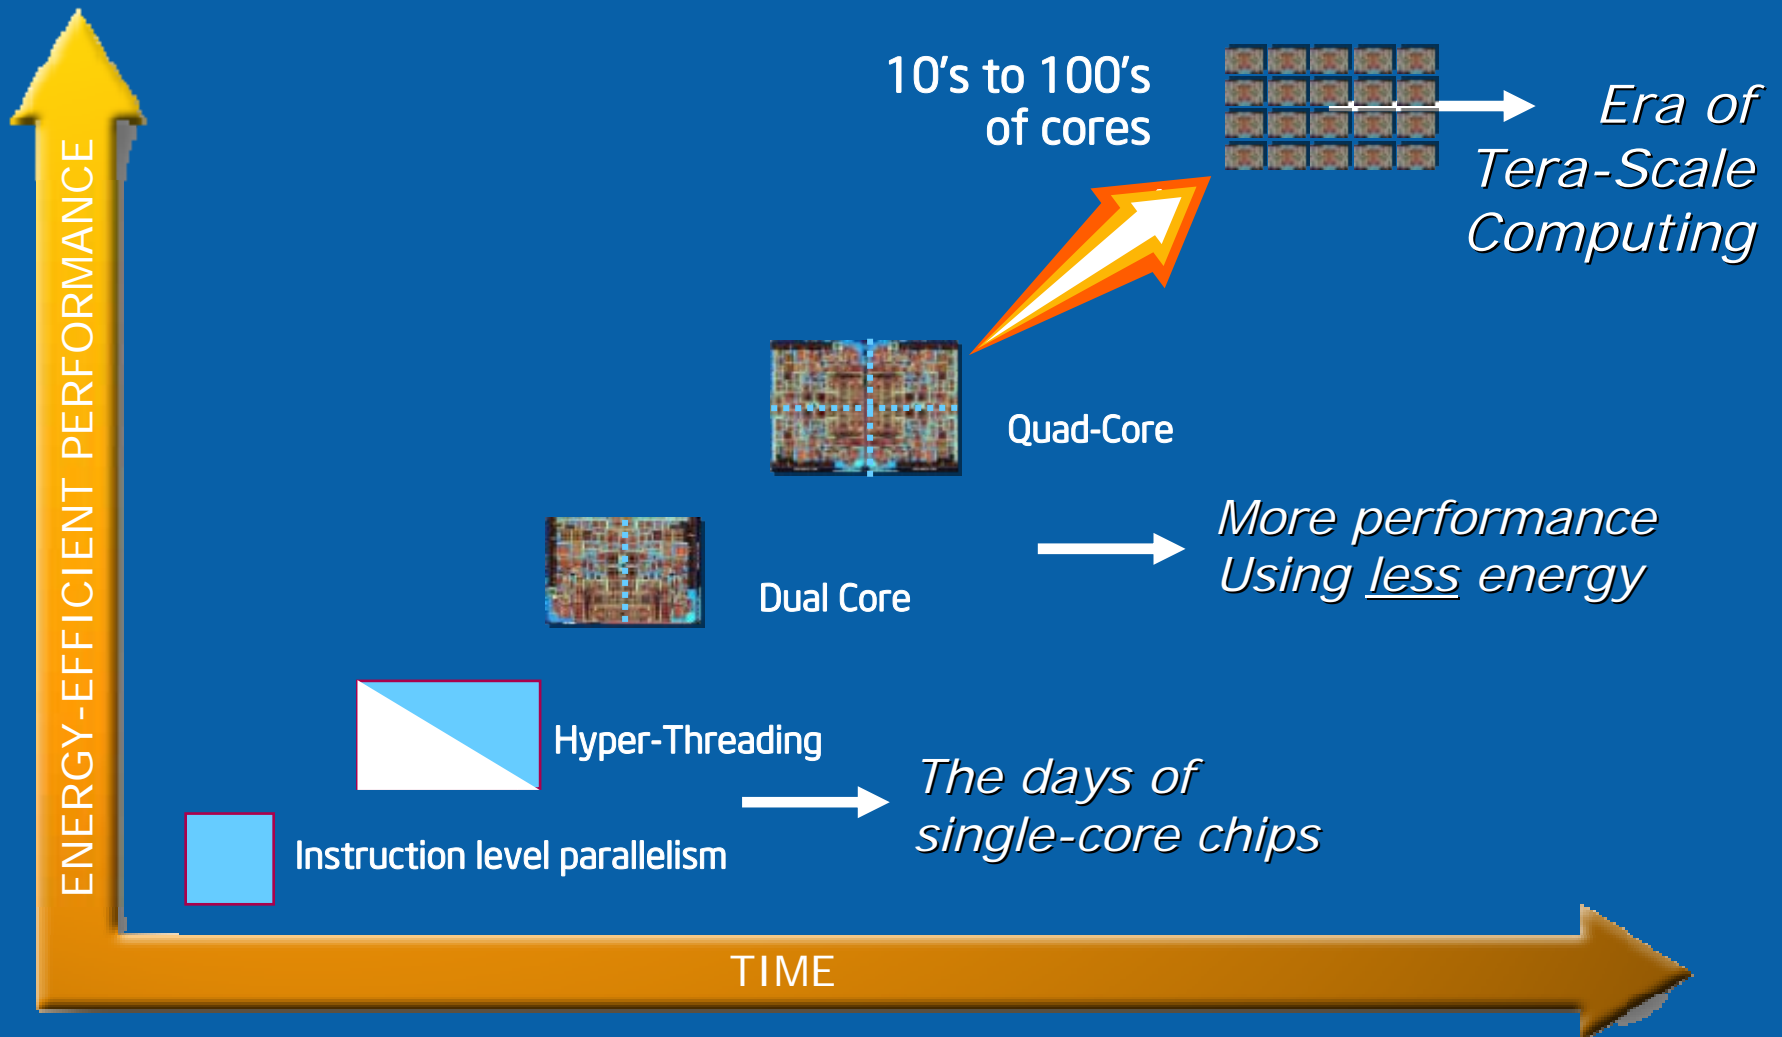 10's to 100's
of cores
Era of
Tera-Scale
Computing
Quad-Core
More performance
Using less energy
Dual Core
Hyper-Threading
The days of
single-core chips
Instruction level parallelism
ENERGY-EFFICIENT PERFORMANCE
TIME